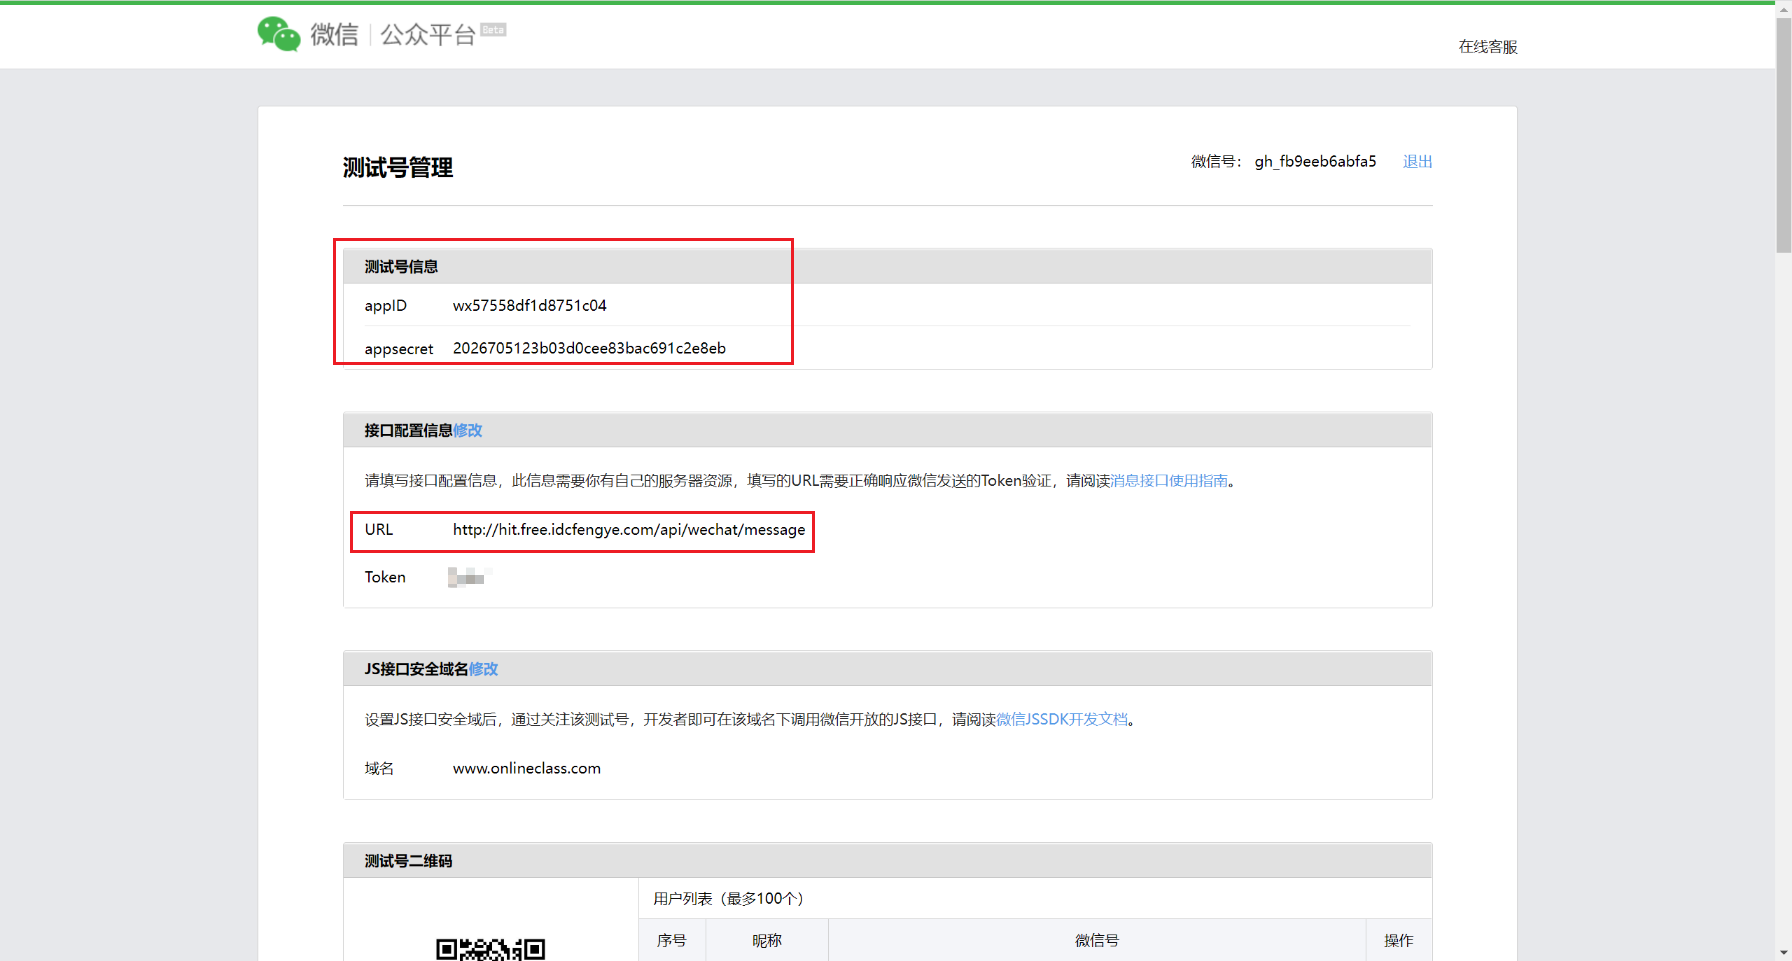 微信 | 公众平台 Beta
在线客服
测试号管理
微信号： gh_fb9eeb6abfa5 退出
测试号信息
appID wx57558df1d8751c04
appsecret 2026705123b03d0cee83bac691c2e8eb
接口配置信息修改
请填写接口配置信息，此信息需要你有自己的服务器资源，填写的URL需要正确响应微信发送的Token验证，请阅读消息接口使用指南。
URL http://hit.free.idcfengye.com/api/wechat/message
Token
JS接口安全域名修改
设置JS接口安全域后，通过关注该测试号，开发者即可在该域名下调用微信开放的JS接口，请阅读微信JSSDK开发文档。
域名 www.onlineclass.com
测试号二维码
用户列表（最多100个）
序号 昵称 微信号 操作